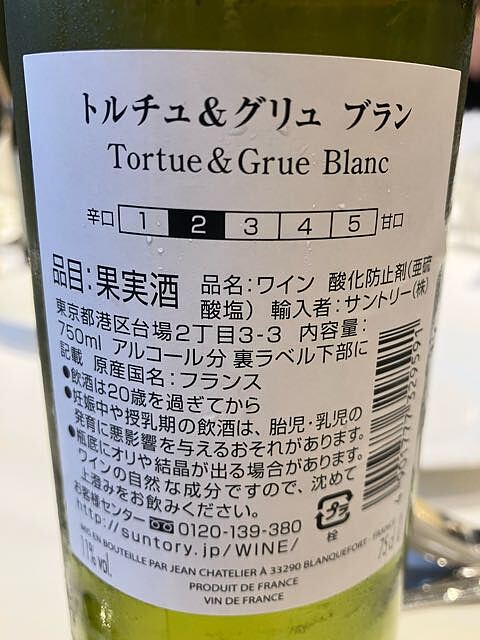 トルチュ＆グリュ ブラン
Tortue & Grue Blanc
辛口 1 2 3 4 5 甘口
品目：果実酒 品名：ワイン 酸化防止剤(亜硫
酸塩) 輸入者：サントリー(株)
東京都港区台場2丁目3-3 内容量：
750ml アルコール分 裏ラベル下部に
記載 原産国名：フランス
●飲酒は20歳を過ぎてから
●妊娠中や授乳期の飲酒は、胎児・乳児の
発育に悪影響を与えるおそれがあります。
●瓶底にオリや結晶が出る場合があります。
ワインの自然な成分ですので、沈めて
上澄みをお飲みください。
お客様センター 0120-139-380
http://suntory.jp/WINE/
プラ
栓
MIS EN BOUTEILLE PAR JEAN CHATELIER À 33290 BLANQUEFORT - FRANCE
11% vol.
PRODUIT DE FRANCE
VIN DE FRANCE